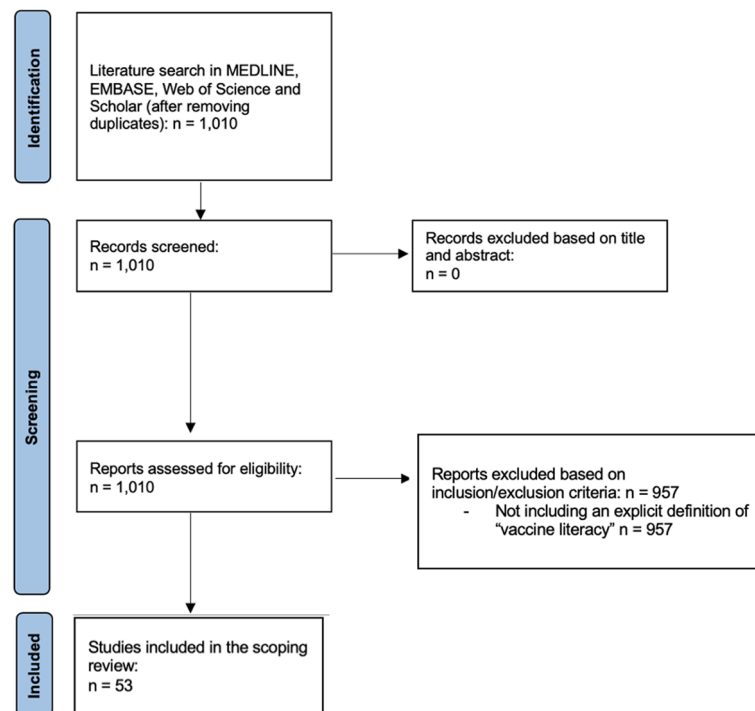 Identification
Literature search in MEDLINE,
EMBASE, Web of Science and
Scholar (after removing
duplicates): n = 1,010
Screening
Records screened:
n = 1,010
Records excluded based on title
and abstract:
n = 0
Reports assessed for eligibility:
n = 1,010
Reports excluded based on
inclusion/exclusion criteria: n = 957
- Not including an explicit definition of
“vaccine literacy” n = 957
Included
Studies included in the scoping
review:
n = 53